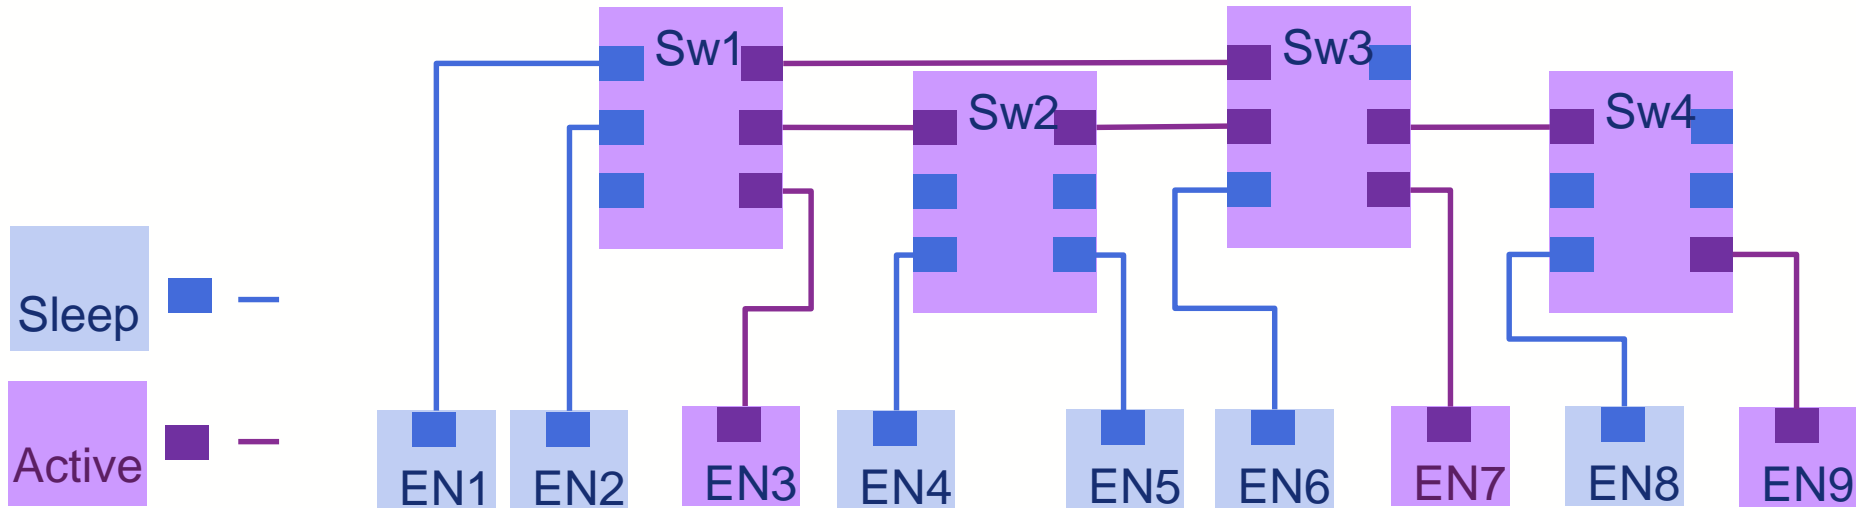 Sw1
Sw3
Sw2
Sw4
Sleep
Active
EN1
EN2
EN3
EN4
EN5
EN6
EN7
EN8
EN9